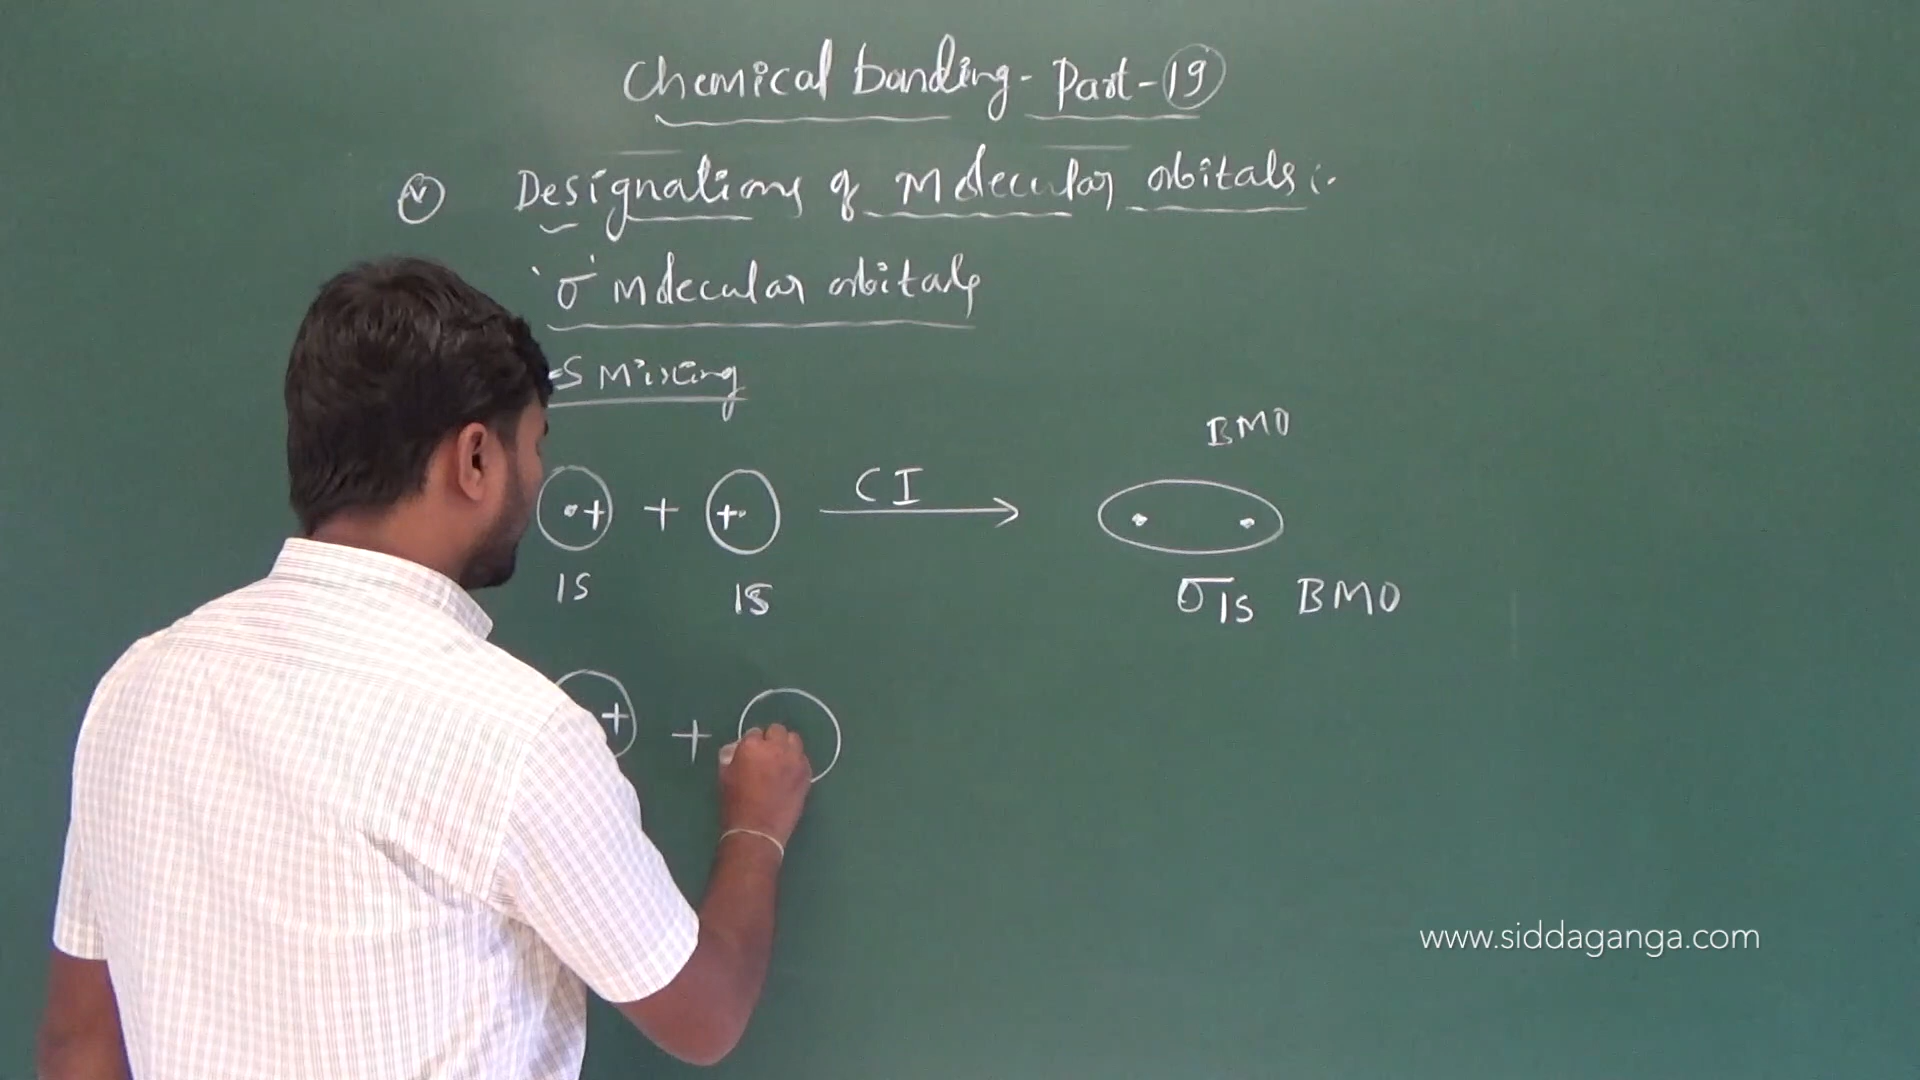 Chemical bonding - Part - 19
v Designations of Molecular orbitals :-
'σ' Molecular orbitals
-S Mixing
BMO
+ + + C I
1S 1S σ1s BMO
+ +
www.siddaganga.com